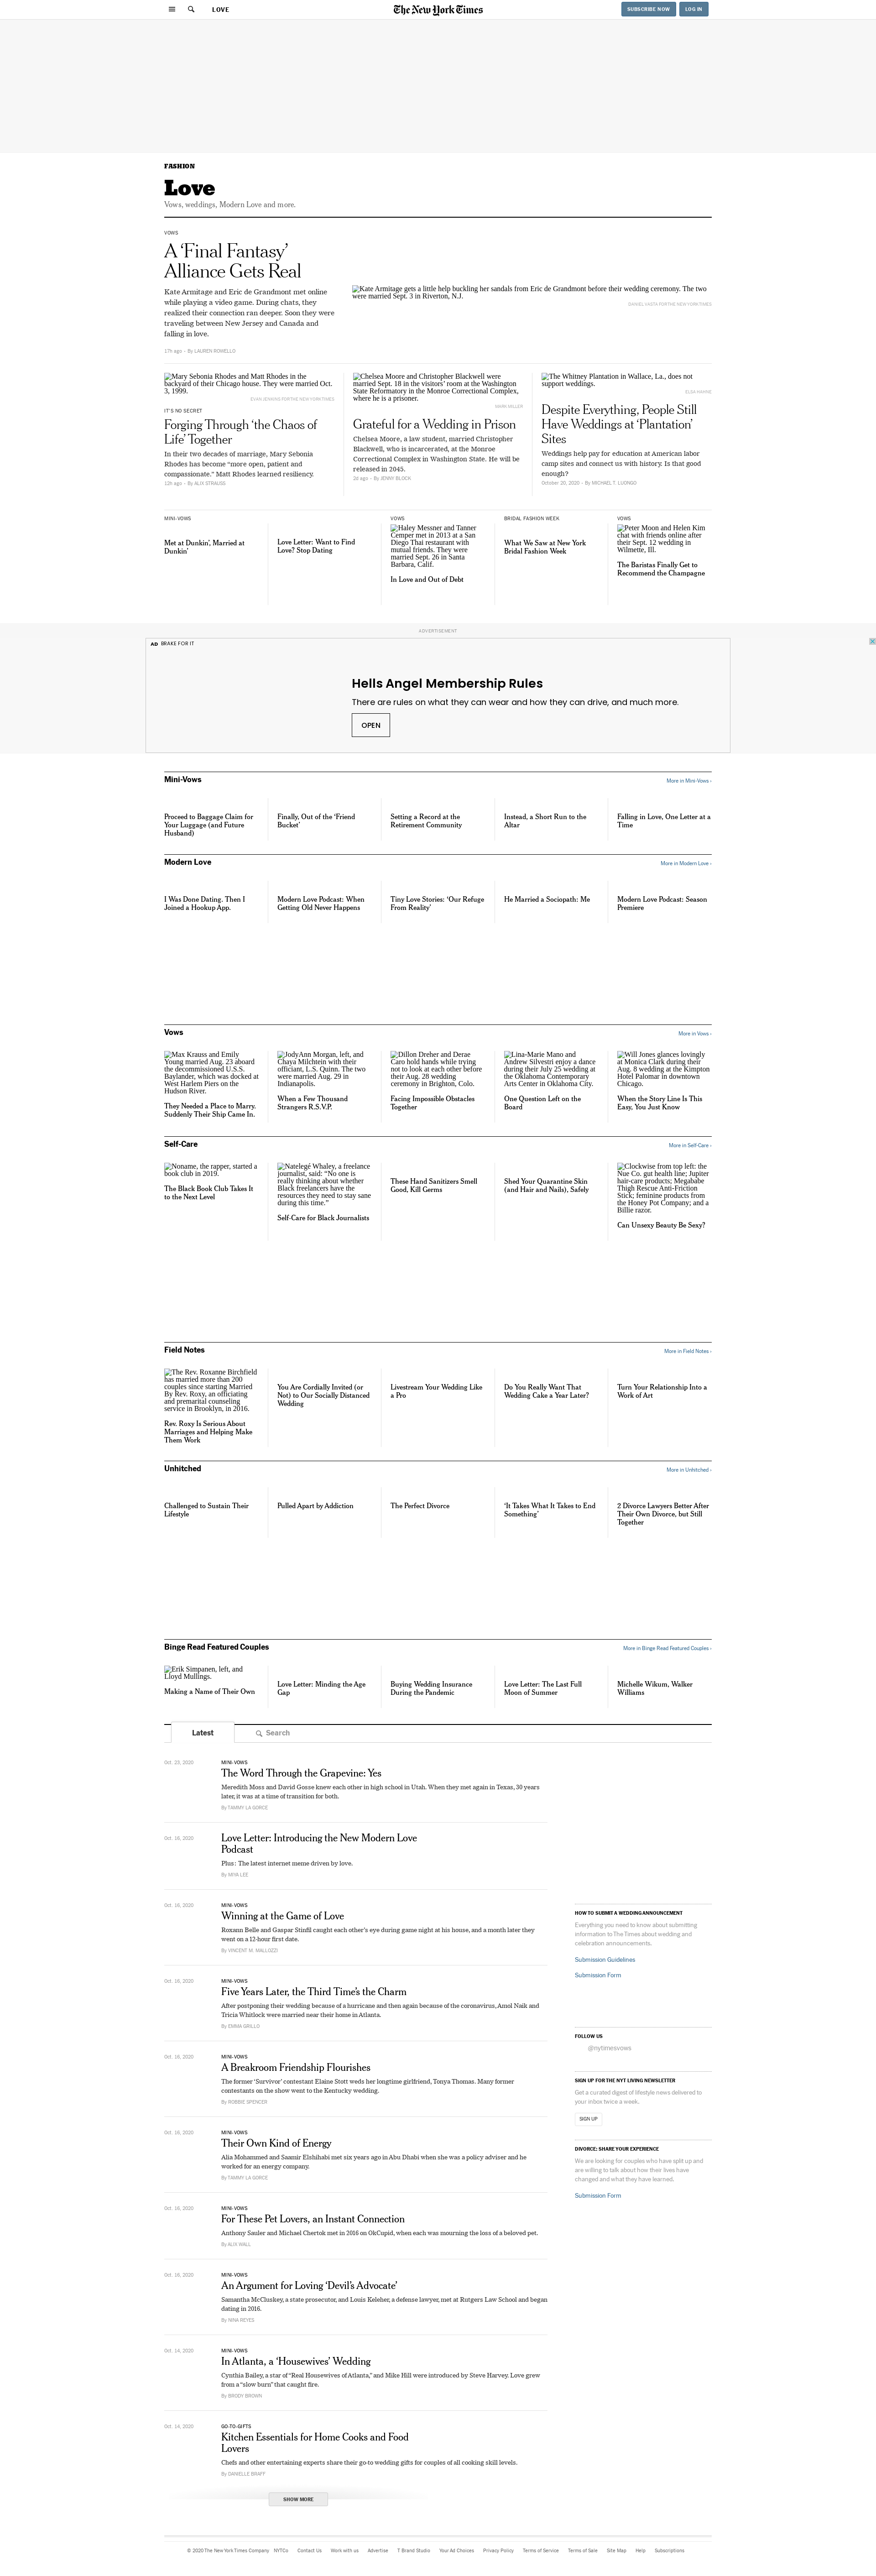 LOVE
The New York Times
SUBSCRIBE NOW
LOG IN
FASHION
Love
Vows, weddings, Modern Love and more.
VOWS
A ‘Final Fantasy’
Alliance Gets Real
Kate Armitage and Eric de Grandmont met online
while playing a video game. During chats, they
realized their connection ran deeper. Soon they were
traveling between New Jersey and Canada and
falling in love.
17h ago · By LAUREN ROWELLO
Kate Armitage gets a little help buckling her sandals from Eric de Grandmont before their wedding ceremony. The two
were married Sept. 3 in Riverton, N.J.
Mary Sebonia Rhodes and Matt Rhodes in the
backyard of their Chicago house. They were married Oct.
3, 1999.
EVAN JENKINS FOR THE NEW YORK TIMES
IT’S NO SECRET
Forging Through ‘the Chaos of
Life’ Together
In their two decades of marriage, Mary Sebonia
Rhodes has become “more open, patient and
compassionate.” Matt Rhodes learned resiliency.
12h ago · By ALIX STRAUSS
Chelsea Moore and Christopher Blackwell were
married Sept. 18 in the visitors’ room at the Washington
State Reformatory in the Monroe Correctional Complex,
where he is a prisoner.
MARK MILLER
Grateful for a Wedding in Prison
Chelsea Moore, a law student, married Christopher
Blackwell, who is incarcerated, at the Monroe
Correctional Complex in Washington State. He will be
released in 2045.
2d ago · By JENNY BLOCK
The Whitney Plantation in Wallace, La., does not
support weddings.
ELSA HAHNE
Despite Everything, People Still
Have Weddings at ‘Plantation’
Sites
Weddings help pay for education at American labor
camp sites and connect us with history. Is that good
enough?
October 20, 2020 · By MICHAEL T. LUONGO
MINI-VOWS
Met at Dunkin’, Married at
Dunkin’
Love Letter: Want to Find
Love? Stop Dating
VOWS
Haley Messner and Tanner
Cemper met in 2013 at a San
Diego Thai restaurant with
mutual friends. They were
married Sept. 26 in Santa
Barbara, Calif.
In Love and Out of Debt
BRIDAL FASHION WEEK
What We Saw at New York
Bridal Fashion Week
VOWS
Peter Moon and Helen Kim
chat with friends online after
their Sept. 12 wedding in
Wilmette, Ill.
The Baristas Finally Get to
Recommend the Champagne
ADVERTISEMENT
AD BRAKE FOR IT
Hells Angel Membership Rules
There are rules on what they can wear and how they can drive, and much more.
OPEN
Mini-Vows
More in Mini-Vows ›
Proceed to Baggage Claim for
Your Luggage (and Future
Husband)
Finally, Out of the ‘Friend
Bucket’
Setting a Record at the
Retirement Community
Instead, a Short Run to the
Altar
Falling in Love, One Letter at a
Time
Modern Love
More in Modern Love ›
I Was Done Dating. Then I
Joined a Hookup App.
Modern Love Podcast: When
Getting Old Never Happens
Tiny Love Stories: ‘Our Refuge
From Reality’
He Married a Sociopath: Me
Modern Love Podcast: Season
Premiere
Vows
More in Vows ›
Max Krauss and Emily
Young married Aug. 23 aboard
the decommissioned U.S.S.
Baylander, which was docked at
West Harlem Piers on the
Hudson River.
They Needed a Place to Marry.
Suddenly Their Ship Came In.
JodyAnn Morgan, left, and
Chaya Milchtein with their
officiant, L.S. Quinn. The two
were married Aug. 29 in
Indianapolis.
When a Few Thousand
Strangers R.S.V.P.
Dillon Dreher and Derae
Caro hold hands while trying
not to look at each other before
their Aug. 28 wedding
ceremony in Brighton, Colo.
Facing Impossible Obstacles
Together
Lina-Marie Mano and
Andrew Silvestri enjoy a dance
during their July 25 wedding at
the Oklahoma Contemporary
Arts Center in Oklahoma City.
One Question Left on the
Board
Will Jones glances lovingly
at Monica Clark during their
Aug. 8 wedding at the Kimpton
Hotel Palomar in downtown
Chicago.
When the Story Line Is This
Easy, You Just Know
Self-Care
More in Self-Care ›
Noname, the rapper, started a
book club in 2019.
The Black Book Club Takes It
to the Next Level
Natelegé Whaley, a freelance
journalist, said: “No one is
really thinking about whether
Black freelancers have the
resources they need to stay sane
during this time.”
Self-Care for Black Journalists
These Hand Sanitizers Smell
Good, Kill Germs
Shed Your Quarantine Skin
(and Hair and Nails), Safely
Clockwise from top left: the
Nue Co. gut health line; Jupiter
hair-care products; Megababe
Thigh Rescue Anti-Friction
Stick; feminine products from
the Honey Pot Company; and a
Billie razor.
Can Unsexy Beauty Be Sexy?
Field Notes
More in Field Notes ›
The Rev. Roxanne Birchfield
has married more than 200
couples since starting Married
By Rev. Roxy, an officiating
and premarital counseling
service in Brooklyn, in 2016.
Rev. Roxy Is Serious About
Marriages and Helping Make
Them Work
You Are Cordially Invited (or
Not) to Our Socially Distanced
Wedding
Livestream Your Wedding Like
a Pro
Do You Really Want That
Wedding Cake a Year Later?
Turn Your Relationship Into a
Work of Art
Unhitched
More in Unhitched ›
Challenged to Sustain Their
Lifestyle
Pulled Apart by Addiction
The Perfect Divorce
‘It Takes What It Takes to End
Something’
2 Divorce Lawyers Better After
Their Own Divorce, but Still
Together
Binge Read Featured Couples
More in Binge Read Featured Couples ›
Erik Simpanen, left, and
Lloyd Mullings.
Making a Name of Their Own
Love Letter: Minding the Age
Gap
Buying Wedding Insurance
During the Pandemic
Love Letter: The Last Full
Moon of Summer
Michelle Wikum, Walker
Williams
Latest
Search
Oct. 23, 2020
MINI-VOWS
The Word Through the Grapevine: Yes
Meredith Moss and David Gosse knew each other in high school in Utah. When they met again in Texas, 30 years
later, it was at a time of transition for both.
By TAMMY LA GORCE
Oct. 16, 2020
Love Letter: Introducing the New Modern Love
Podcast
Plus: The latest internet meme driven by love.
By MIYA LEE
Oct. 16, 2020
MINI-VOWS
Winning at the Game of Love
Roxann Belle and Gaspar Stinfil caught each other’s eye during game night at his house, and a month later they
went on a 12-hour first date.
By VINCENT M. MALLOZZI
Oct. 16, 2020
MINI-VOWS
Five Years Later, the Third Time’s the Charm
After postponing their wedding because of a hurricane and then again because of the coronavirus, Amol Naik and
Tricia Whitlock were married near their home in Atlanta.
By EMMA GRILLO
Oct. 16, 2020
MINI-VOWS
A Breakroom Friendship Flourishes
The former ‘Survivor’ contestant Elaine Stott weds her longtime girlfriend, Tonya Thomas. Many former
contestants on the show went to the Kentucky wedding.
By ROBBIE SPENCER
Oct. 16, 2020
MINI-VOWS
Their Own Kind of Energy
Alia Mohammed and Saamir Elshihabi met six years ago in Abu Dhabi when she was a policy adviser and he
worked for an energy company.
By TAMMY LA GORCE
Oct. 16, 2020
MINI-VOWS
For These Pet Lovers, an Instant Connection
Anthony Sauler and Michael Chertok met in 2016 on OkCupid, when each was mourning the loss of a beloved pet.
By ALIX WALL
Oct. 16, 2020
MINI-VOWS
An Argument for Loving ‘Devil’s Advocate’
Samantha McCluskey, a state prosecutor, and Louis Keleher, a defense lawyer, met at Rutgers Law School and began
dating in 2016.
By NINA REYES
Oct. 14, 2020
MINI-VOWS
In Atlanta, a ‘Housewives’ Wedding
Cynthia Bailey, a star of “Real Housewives of Atlanta,” and Mike Hill were introduced by Steve Harvey. Love grew
from a “slow burn” that caught fire.
By BRODY BROWN
Oct. 14, 2020
GO-TO-GIFTS
Kitchen Essentials for Home Cooks and Food
Lovers
Chefs and other entertaining experts share their go-to wedding gifts for couples of all cooking skill levels.
By DANIELLE BRAFF
SHOW MORE
HOW TO SUBMIT A WEDDING ANNOUNCEMENT
Everything you need to know about submitting
information to The Times about wedding and
celebration announcements.
Submission Guidelines
Submission Form
FOLLOW US
@nytimesvows
SIGN UP FOR THE NYT LIVING NEWSLETTER
Get a curated digest of lifestyle news delivered to
your inbox twice a week.
SIGN UP
DIVORCE: SHARE YOUR EXPERIENCE
We are looking for couples who have split up and
are willing to talk about how their lives have
changed and what they have learned.
Submission Form
© 2020 The New York Times Company NYTCo Contact Us Work with us Advertise T Brand Studio Your Ad Choices Privacy Policy Terms of Service Terms of Sale Site Map Help Subscriptions